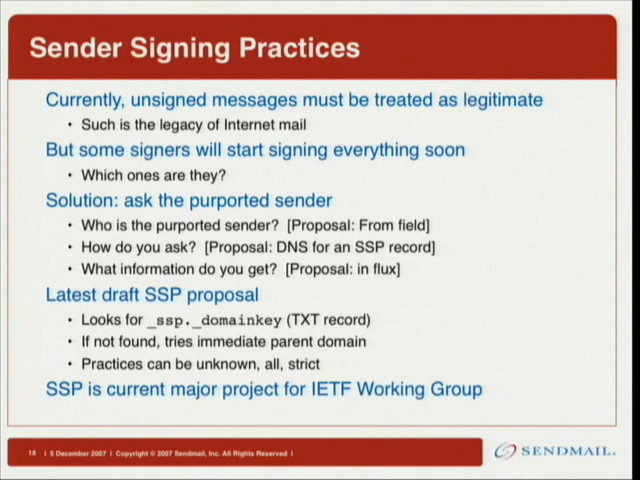 Sender Signing Practices
Currently, unsigned messages must be treated as legitimate
• Such is the legacy of Internet mail
But some signers will start signing everything soon
• Which ones are they?
Solution: ask the purported sender
• Who is the purported sender? [Proposal: From field]
• How do you ask? [Proposal: DNS for an SSP record]
• What information do you get? [Proposal: in flux]
Latest draft SSP proposal
• Looks for _ssp._domainkey (TXT record)
• If not found, tries immediate parent domain
• Practices can be unknown, all, strict
SSP is current major project for IETF Working Group
18 | 5 December 2007 | Copyright © 2007 Sendmail, Inc. All Rights Reserved |
SENDMAIL.